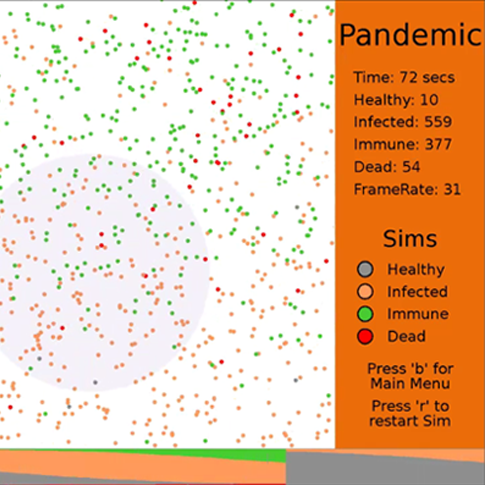 Pandemic
Time: 72 secs
Healthy: 10
Infected: 559
Immune: 377
Dead: 54
FrameRate: 31
Sims
Healthy
Infected
Immune
Dead
Press 'b' for
Main Menu
Press 'r' to
restart Sim